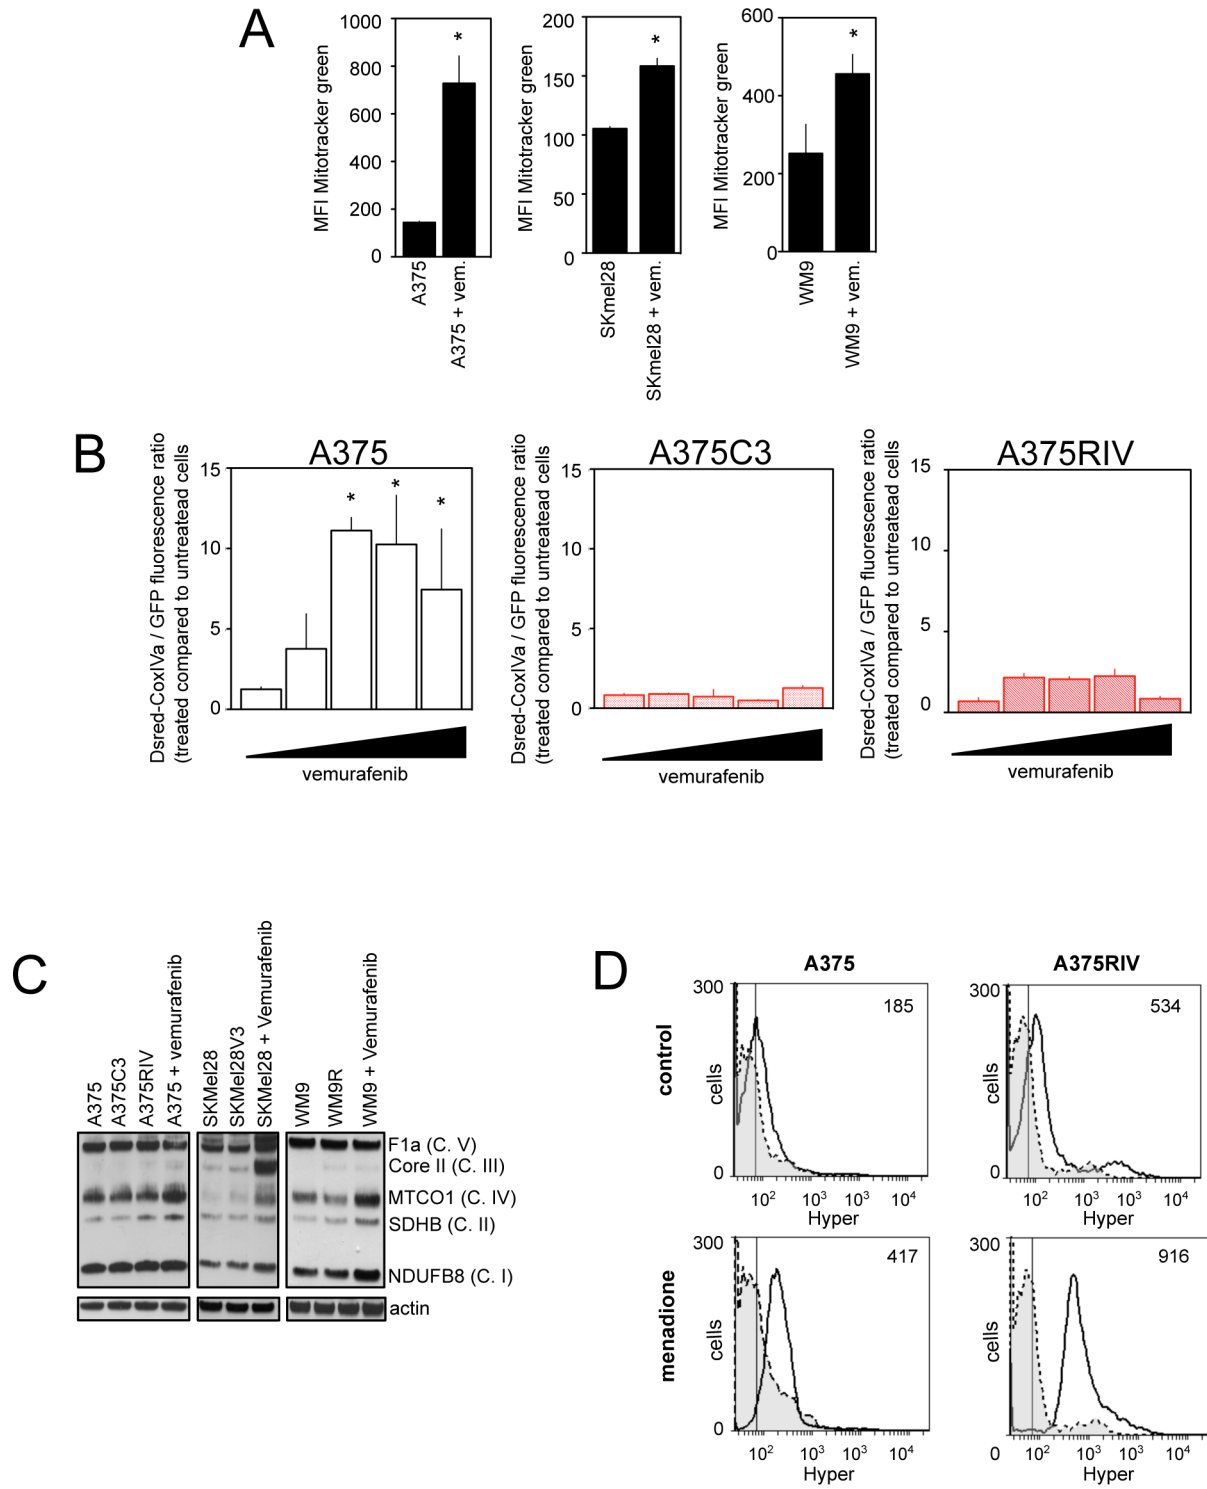 A
MFI Mitotracker green
1000
800
600
400
200
0
*
A375
A375 + vem.
MFI Mitotracker green
200
150
100
50
0
*
SKmel28
SKmel28 + vem.
MFI Mitotracker green
600
400
200
0
*
WM9
WM9 + vem.
B
A375
Dsred-CoxIVa / GFP fluorescence ratio
(treated compared to untreatead cells
15
10
5
0
* * *
vemurafenib
A375C3
Dsred-CoxIVa / GFP fluorescence ratio
(treated compared to untreatead cells
15
10
5
0
vemurafenib
A375RIV
Dsred-CoxIVa / GFP fluorescence ratio
(treated compared to untreatead cells
15
10
5
0
vemurafenib
C
A375
A375C3
A375RIV
A375 + vemurafenib
SKMel28
SKMel28V3
SKMel28 + Vemurafenib
WM9
WM9R
WM9 + Vemurafenib
F1a (C. V)
Core II (C. III)
MTCO1 (C. IV)
SDHB (C. II)
NDUFB8 (C. I)
actin
D
A375
control
300
0
cells
185
10² 10³ 10³ 10⁴
Hyper
A375RIV
300
0
cells
534
10² 10³ 10³ 10⁴
Hyper
menadione
300
0
cells
417
10² 10³ 10³ 10⁴
Hyper
300
0
cells
916
10² 10³ 10³ 10⁴
Hyper